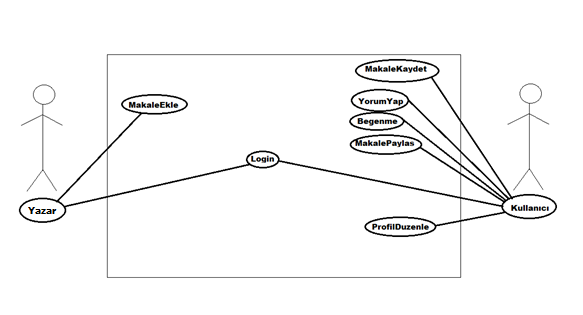 MakaleKaydet
MakaleEkle
YorumYap
Begenme
MakalePaylas
Login
Yazar
Kullanıcı
ProfilDuzenle